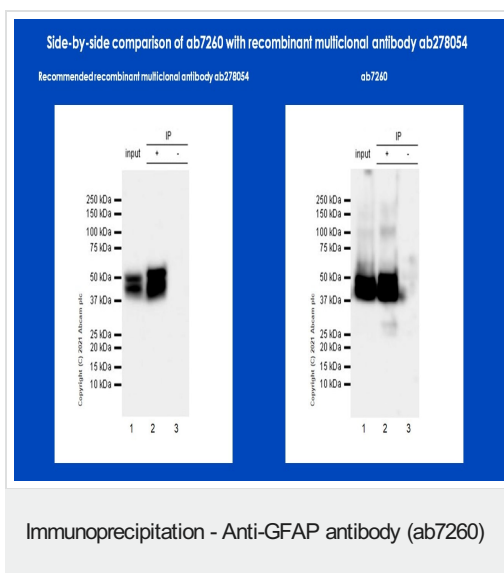 Side-by-side comparison of ab7260 with recombinant multiclonal antibody ab278054
Recommended recombinant multiclonal antibody ab278054
IP
input + -
250 kDa
150 kDa
100 kDa
75 kDa
50 kDa
37 kDa
25 kDa
20 kDa
15 kDa
10 kDa
Copyright (C) 2021 Abcam plc
1 2 3
ab7260
IP
input + -
250 kDa
150 kDa
100 kDa
75 kDa
50 kDa
37 kDa
25 kDa
20 kDa
15 kDa
10 kDa
Copyright (C) 2021 Abcam plc
1 2 3
Immunoprecipitation - Anti-GFAP antibody (ab7260)